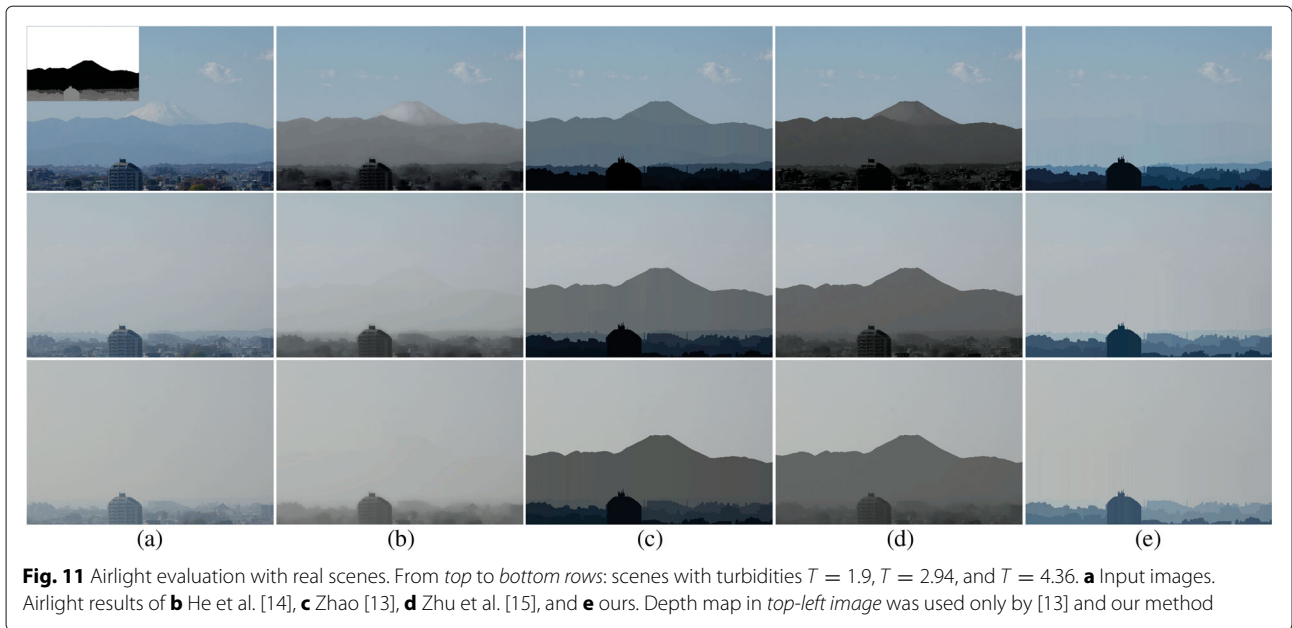 (a) (b) (c) (d) (e)
Fig. 11 Airlight evaluation with real scenes. From top to bottom rows: scenes with turbidities T = 1.9, T = 2.94, and T = 4.36. a Input images.
Airlight results of b He et al. [14], c Zhao [13], d Zhu et al. [15], and e ours. Depth map in top-left image was used only by [13] and our method